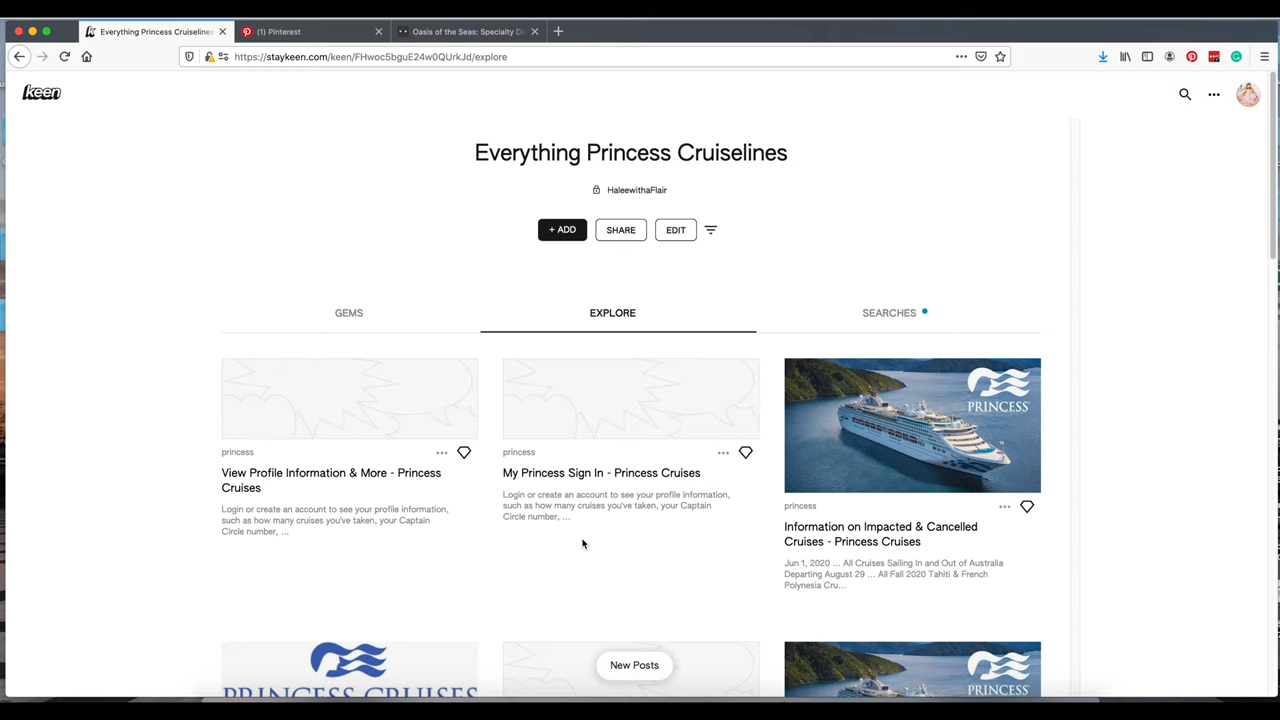 Everything Princess Cruiselines
(1) Pinterest
Oasis of the Seas: Specialty Di
https://staykeen.com/keen/FHwoc5bguE24w0QUrkJd/explore
keen
Everything Princess Cruiselines
HaleewithaFlair
+ ADD
SHARE
EDIT
GEMS
EXPLORE
SEARCHES
princess
View Profile Information & More - Princess
Cruises
Login or create an account to see your profile information,
such as how many cruises you've taken, your Captain
Circle number, ...
princess
My Princess Sign In - Princess Cruises
Login or create an account to see your profile information,
such as how many cruises you've taken, your Captain
Circle number, ...
PRINCESS
princess
Information on Impacted & Cancelled
Cruises - Princess Cruises
Jun 1, 2020 ... All Cruises Sailing In and Out of Australia
Departing August 29 ... All Fall 2020 Tahiti & French
Polynesia Cru...
PRINCESS CRUISES
New Posts
PRINCESS